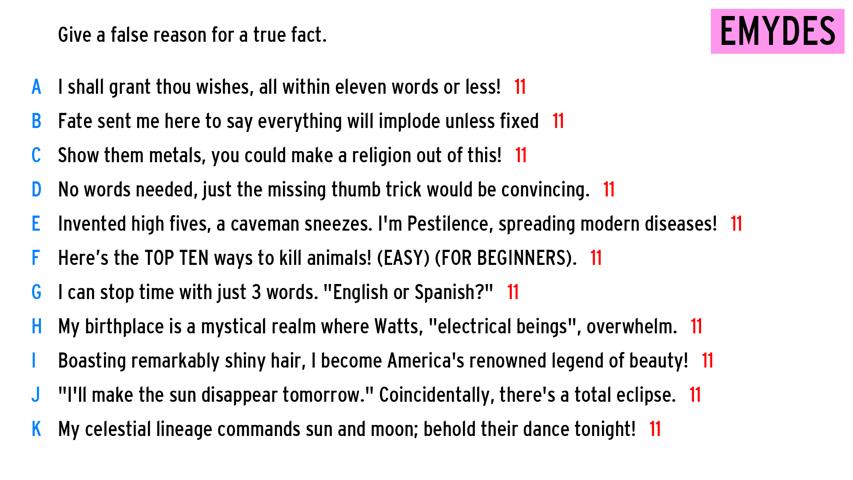 EMYDES
Give a false reason for a true fact.
A I shall grant thou wishes, all within eleven words or less! 11
B Fate sent me here to say everything will implode unless fixed 11
C Show them metals, you could make a religion out of this! 11
D No words needed, just the missing thumb trick would be convincing. 11
E Invented high fives, a caveman sneezes. I'm Pestilence, spreading modern diseases! 11
F Here's the TOP TEN ways to kill animals! (EASY) (FOR BEGINNERS). 11
G I can stop time with just 3 words. "English or Spanish?" 11
H My birthplace is a mystical realm where Watts, "electrical beings", overwhelm. 11
I Boasting remarkably shiny hair, I become America's renowned legend of beauty! 11
J "I'll make the sun disappear tomorrow." Coincidentally, there's a total eclipse. 11
K My celestial lineage commands sun and moon; behold their dance tonight! 11